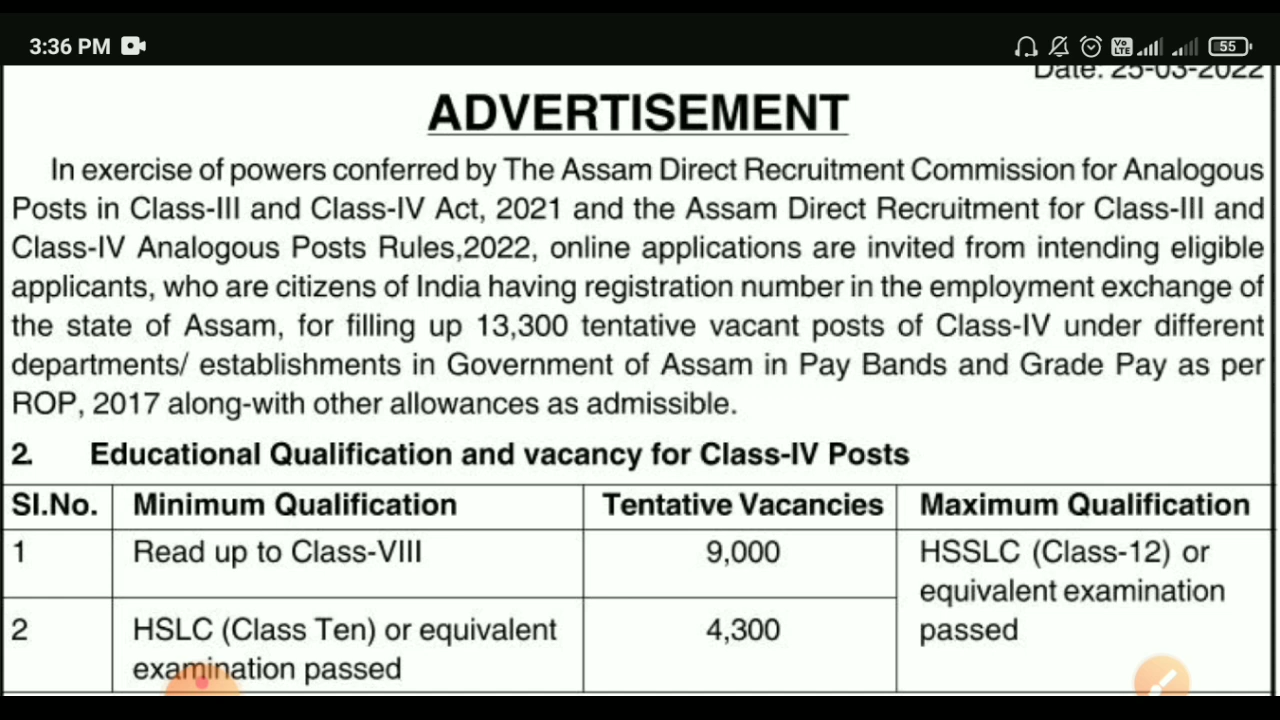 3:36 PM
Vo LTE
55
Date: 25-03-2022
ADVERTISEMENT
In exercise of powers conferred by The Assam Direct Recruitment Commission for Analogous
Posts in Class-III and Class-IV Act, 2021 and the Assam Direct Recruitment for Class-III and
Class-IV Analogous Posts Rules,2022, online applications are invited from intending eligible
applicants, who are citizens of India having registration number in the employment exchange of
the state of Assam, for filling up 13,300 tentative vacant posts of Class-IV under different
departments/ establishments in Government of Assam in Pay Bands and Grade Pay as per
ROP, 2017 along-with other allowances as admissible.
2. Educational Qualification and vacancy for Class-IV Posts
Sl.No. Minimum Qualification Tentative Vacancies Maximum Qualification
1 Read up to Class-VIII 9,000 HSSLC (Class-12) or
equivalent examination
2 HSLC (Class Ten) or equivalent 4,300 passed
examination passed